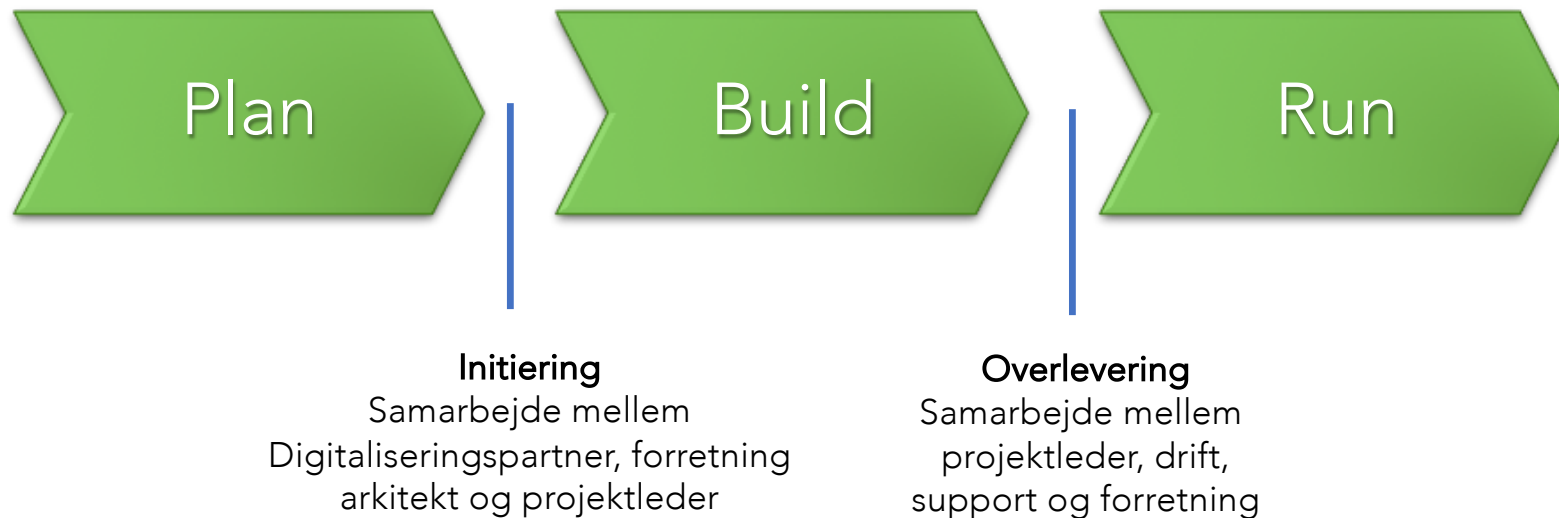 Plan
Build
Run
Initiering
Samarbejde mellem
Digitaliseringspartner, forretning
arkitekt og projektleder
Overlevering
Samarbejde mellem
projektleder, drift,
support og forretning